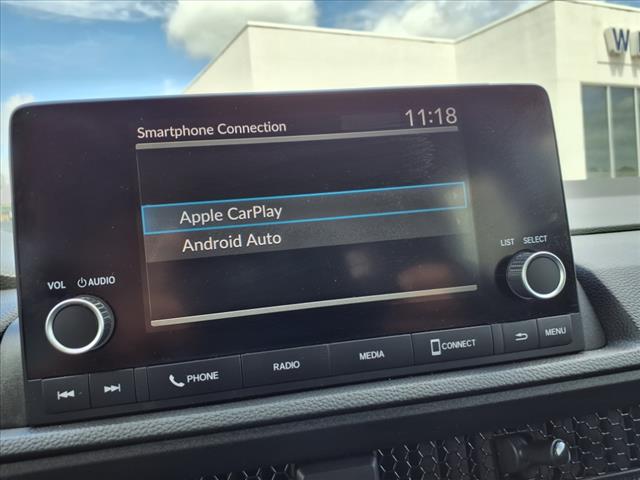 11:18
Smartphone Connection
Apple CarPlay
Android Auto
VOL AUDIO
LIST SELECT
PHONE
RADIO
MEDIA
CONNECT
MENU